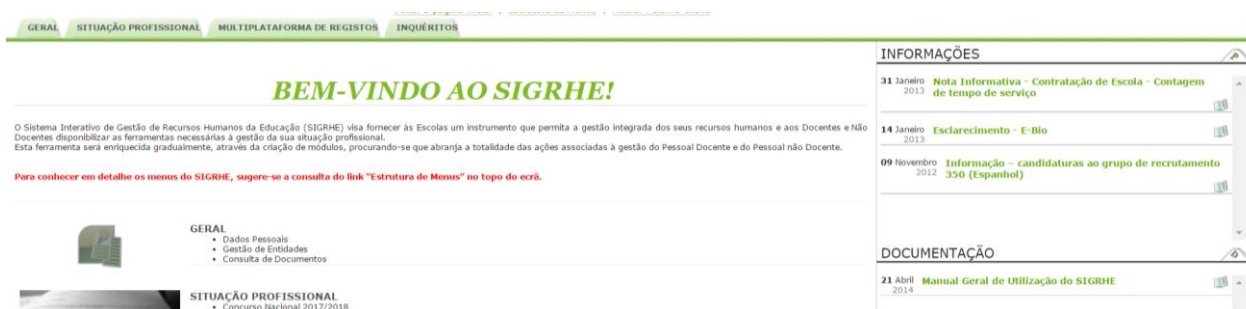 GERAL SITUAÇÃO PROFISSIONAL MULTIPLATAFORMA DE REGISTOS INQUÉRITOS
BEM-VINDO AO SIGRHE!
O Sistema Interativo de Gestão de Recursos Humanos da Educação (SIGRHE) visa fornecer às Escolas um instrumento que permita a gestão integrada dos seus recursos humanos e aos Docentes e Não
Docentes disponibilizar as ferramentas necessárias à gestão da sua situação profissional.
Esta ferramenta será enriquecida gradualmente, através da criação de módulos, procurando-se que abranja a totalidade das ações associadas à gestão do Pessoal Docente e do Pessoal não Docente.
Para conhecer em detalhe os menus do SIGRHE, sugere-se a consulta do link "Estrutura de Menus" no topo do ecrã.
GERAL
• Dados Pessoais
• Gestão de Entidades
• Consulta de Documentos
SITUAÇÃO PROFISSIONAL
• Concurso Nacional 2017/2018
INFORMAÇÕES
31 Janeiro Nota Informativa - Contratação de Escola - Contagem
2013 de tempo de serviço
14 Janeiro Esclarecimento - E-Bio
2013
09 Novembro Informação – candidaturas ao grupo de recrutamento
2012 350 (Espanhol)
DOCUMENTAÇÃO
21 Abril Manual Geral de Utilização do SIGRHE
2014